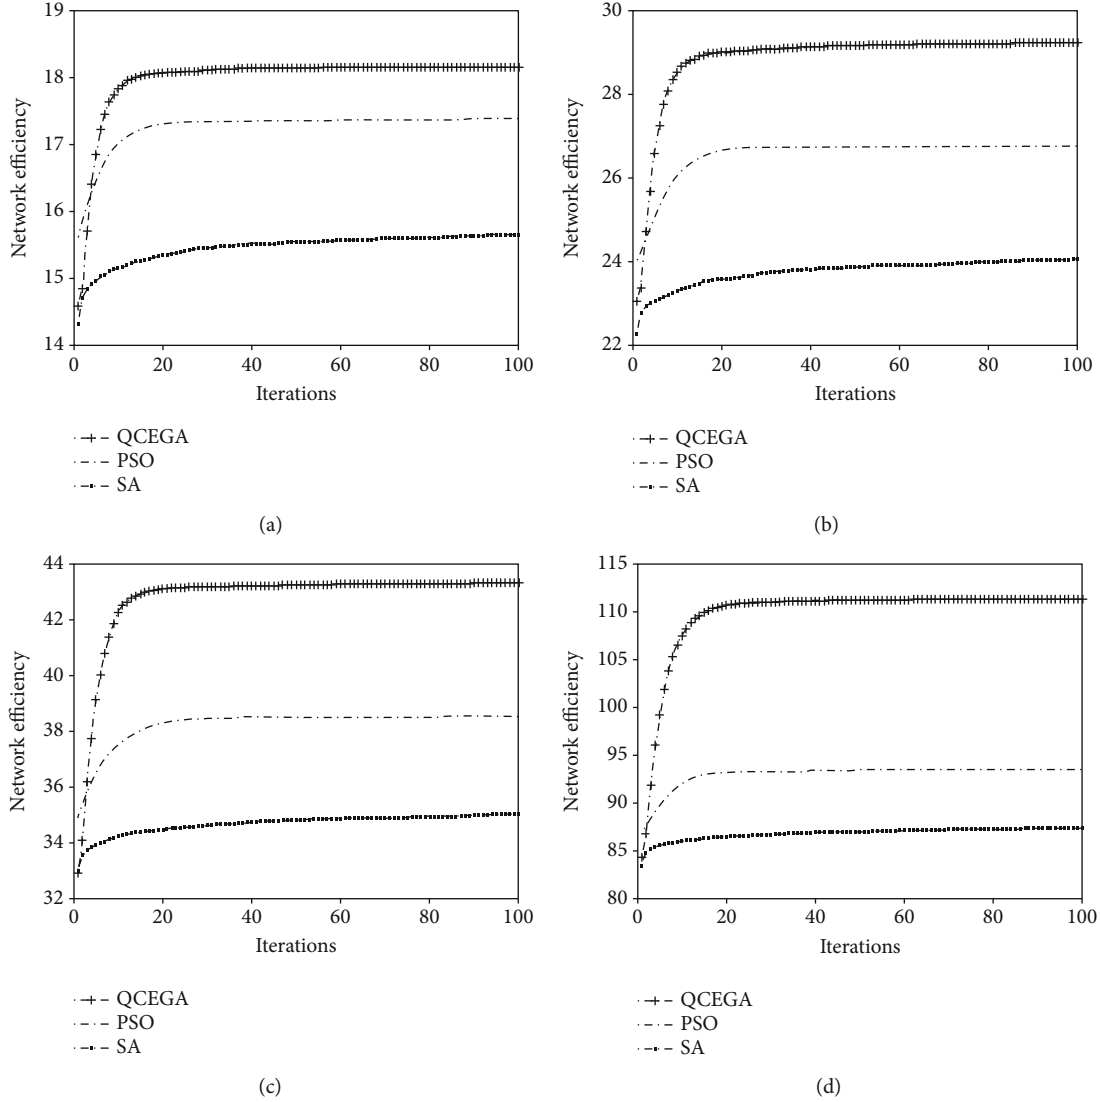 19
18
17
16
15
14
Network efficiency
0
20
40
60
80
100
Iterations
QCEGA
PSO
SA
(a)
30
28
26
24
22
Network efficiency
0
20
40
60
80
100
Iterations
QCEGA
PSO
SA
(b)
44
42
40
38
36
34
32
Network efficiency
0
20
40
60
80
100
Iterations
QCEGA
PSO
SA
(c)
115
110
105
100
95
90
85
80
Network efficiency
0
20
40
60
80
100
Iterations
QCEGA
PSO
SA
(d)